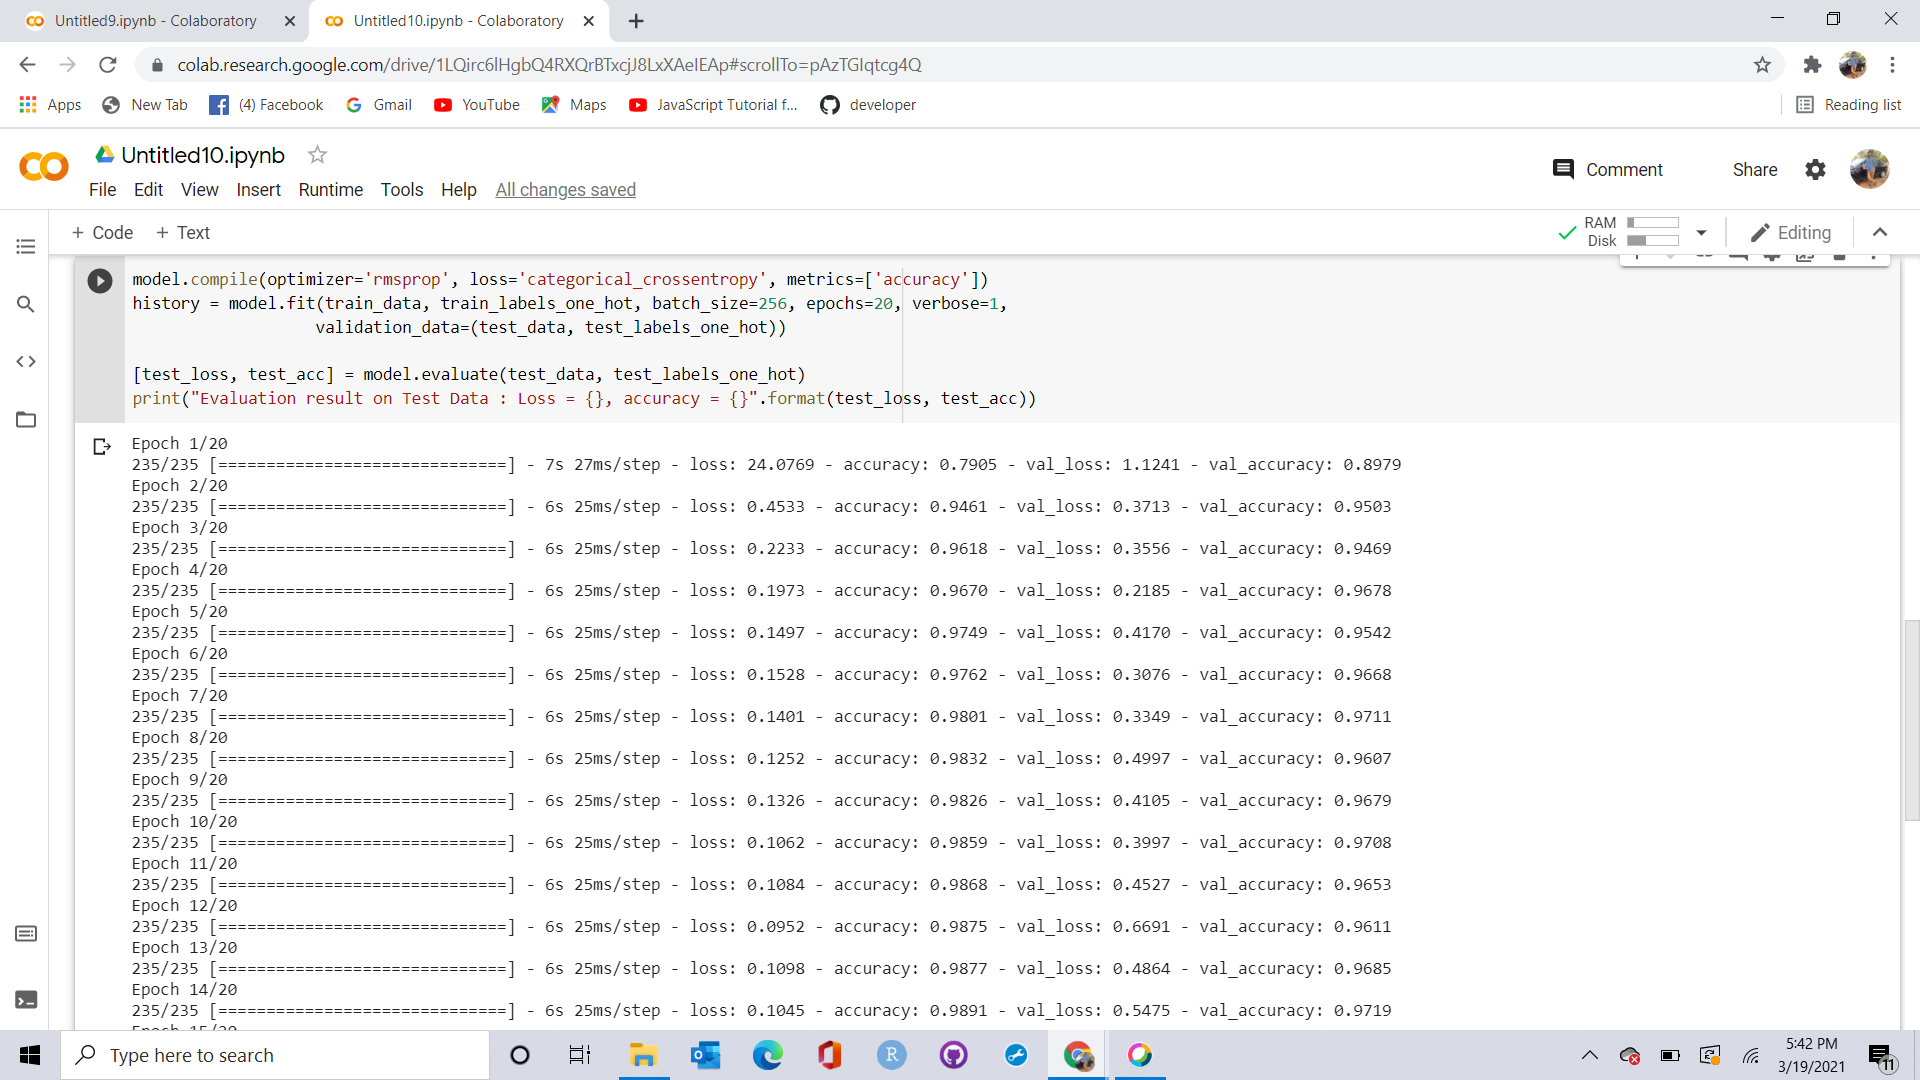 Untitled9.ipynb - Colaboratory
Untitled10.ipynb - Colaboratory
colab.research.google.com/drive/1LQirc6lHgbQ4RXQrBTxcjJ8LxXAeIEAp#scrollTo=pAzTGIqtcg4Q
Apps New Tab (4) Facebook Gmail YouTube Maps JavaScript Tutorial f... developer Reading list
Untitled10.ipynb
File Edit View Insert Runtime Tools Help All changes saved
Comment Share
+ Code + Text
RAM
Disk
Editing
model.compile(optimizer='rmsprop', loss='categorical_crossentropy', metrics=['accuracy'])
history = model.fit(train_data, train_labels_one_hot, batch_size=256, epochs=20, verbose=1,
validation_data=(test_data, test_labels_one_hot))
[test_loss, test_acc] = model.evaluate(test_data, test_labels_one_hot)
print("Evaluation result on Test Data : Loss = {}, accuracy = {}".format(test_loss, test_acc))
Epoch 1/20
235/235 [==============================] - 7s 27ms/step - loss: 24.0769 - accuracy: 0.7905 - val_loss: 1.1241 - val_accuracy: 0.8979
Epoch 2/20
235/235 [==============================] - 6s 25ms/step - loss: 0.4533 - accuracy: 0.9461 - val_loss: 0.3713 - val_accuracy: 0.9503
Epoch 3/20
235/235 [==============================] - 6s 25ms/step - loss: 0.2233 - accuracy: 0.9618 - val_loss: 0.3556 - val_accuracy: 0.9469
Epoch 4/20
235/235 [==============================] - 6s 25ms/step - loss: 0.1973 - accuracy: 0.9670 - val_loss: 0.2185 - val_accuracy: 0.9678
Epoch 5/20
235/235 [==============================] - 6s 25ms/step - loss: 0.1497 - accuracy: 0.9749 - val_loss: 0.4170 - val_accuracy: 0.9542
Epoch 6/20
235/235 [==============================] - 6s 25ms/step - loss: 0.1528 - accuracy: 0.9762 - val_loss: 0.3076 - val_accuracy: 0.9668
Epoch 7/20
235/235 [==============================] - 6s 25ms/step - loss: 0.1401 - accuracy: 0.9801 - val_loss: 0.3349 - val_accuracy: 0.9711
Epoch 8/20
235/235 [==============================] - 6s 25ms/step - loss: 0.1252 - accuracy: 0.9832 - val_loss: 0.4997 - val_accuracy: 0.9607
Epoch 9/20
235/235 [==============================] - 6s 25ms/step - loss: 0.1326 - accuracy: 0.9826 - val_loss: 0.4105 - val_accuracy: 0.9679
Epoch 10/20
235/235 [==============================] - 6s 25ms/step - loss: 0.1062 - accuracy: 0.9859 - val_loss: 0.3997 - val_accuracy: 0.9708
Epoch 11/20
235/235 [==============================] - 6s 25ms/step - loss: 0.1084 - accuracy: 0.9868 - val_loss: 0.4527 - val_accuracy: 0.9653
Epoch 12/20
235/235 [==============================] - 6s 25ms/step - loss: 0.0952 - accuracy: 0.9875 - val_loss: 0.6691 - val_accuracy: 0.9611
Epoch 13/20
235/235 [==============================] - 6s 25ms/step - loss: 0.1098 - accuracy: 0.9877 - val_loss: 0.4864 - val_accuracy: 0.9685
Epoch 14/20
235/235 [==============================] - 6s 25ms/step - loss: 0.1045 - accuracy: 0.9891 - val_loss: 0.5475 - val_accuracy: 0.9719
Epoch 15/20
Type here to search
5:42 PM
3/19/2021
11